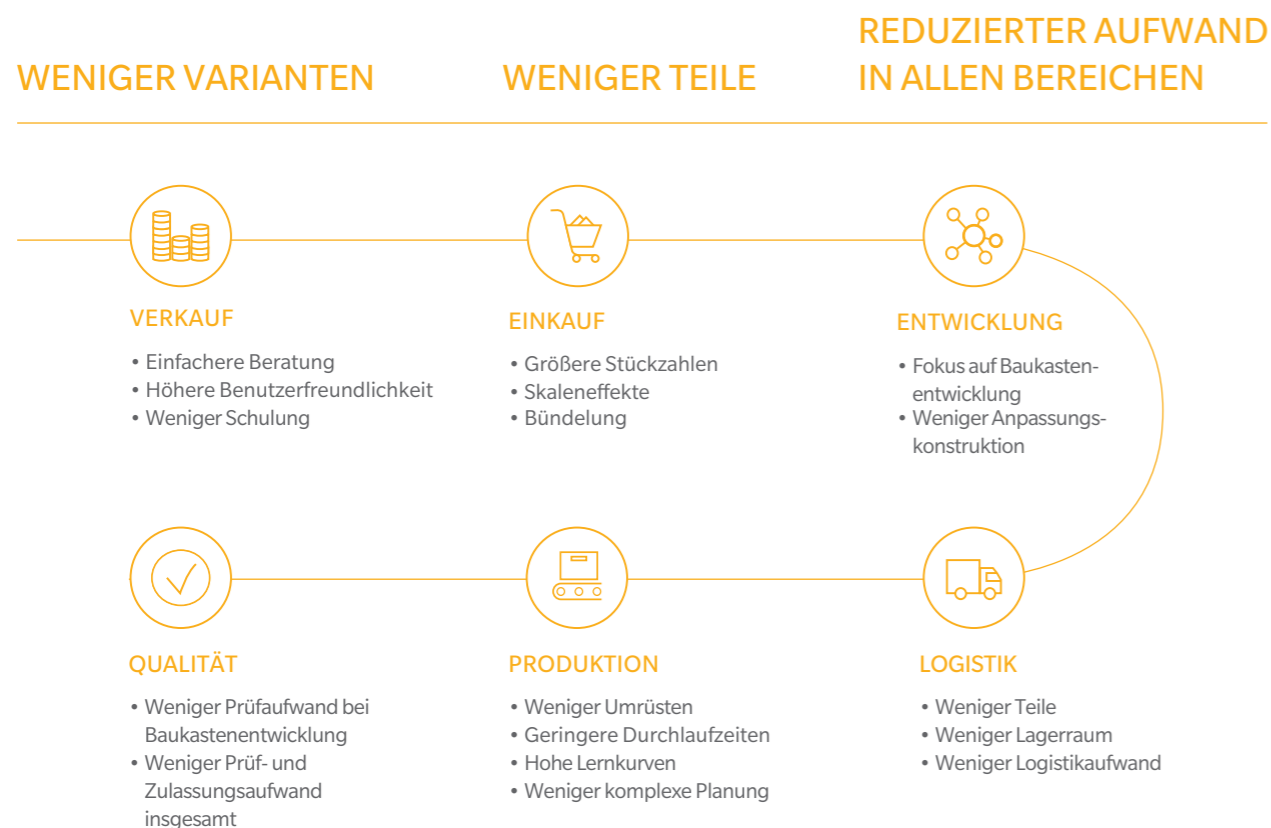 WENIGER VARIANTEN
WENIGER TEILE
REDUZIERTER AUFWAND
IN ALLEN BEREICHEN
VERKAUF
• Einfachere Beratung
• Höhere Benutzerfreundlichkeit
• Weniger Schulung
EINKAUF
• Größere Stückzahlen
• Skaleneffekte
• Bündelung
ENTWICKLUNG
• Fokus auf Baukasten-
entwicklung
• Weniger Anpassungs-
konstruktion
QUALITÄT
• Weniger Prüfaufwand bei
Baukastenentwicklung
• Weniger Prüf- und
Zulassungsaufwand
insgesamt
PRODUKTION
• Weniger Umrüsten
• Geringere Durchlaufzeiten
• Hohe Lernkurven
• Weniger komplexe Planung
LOGISTIK
• Weniger Teile
• Weniger Lagerraum
• Weniger Logistikaufwand